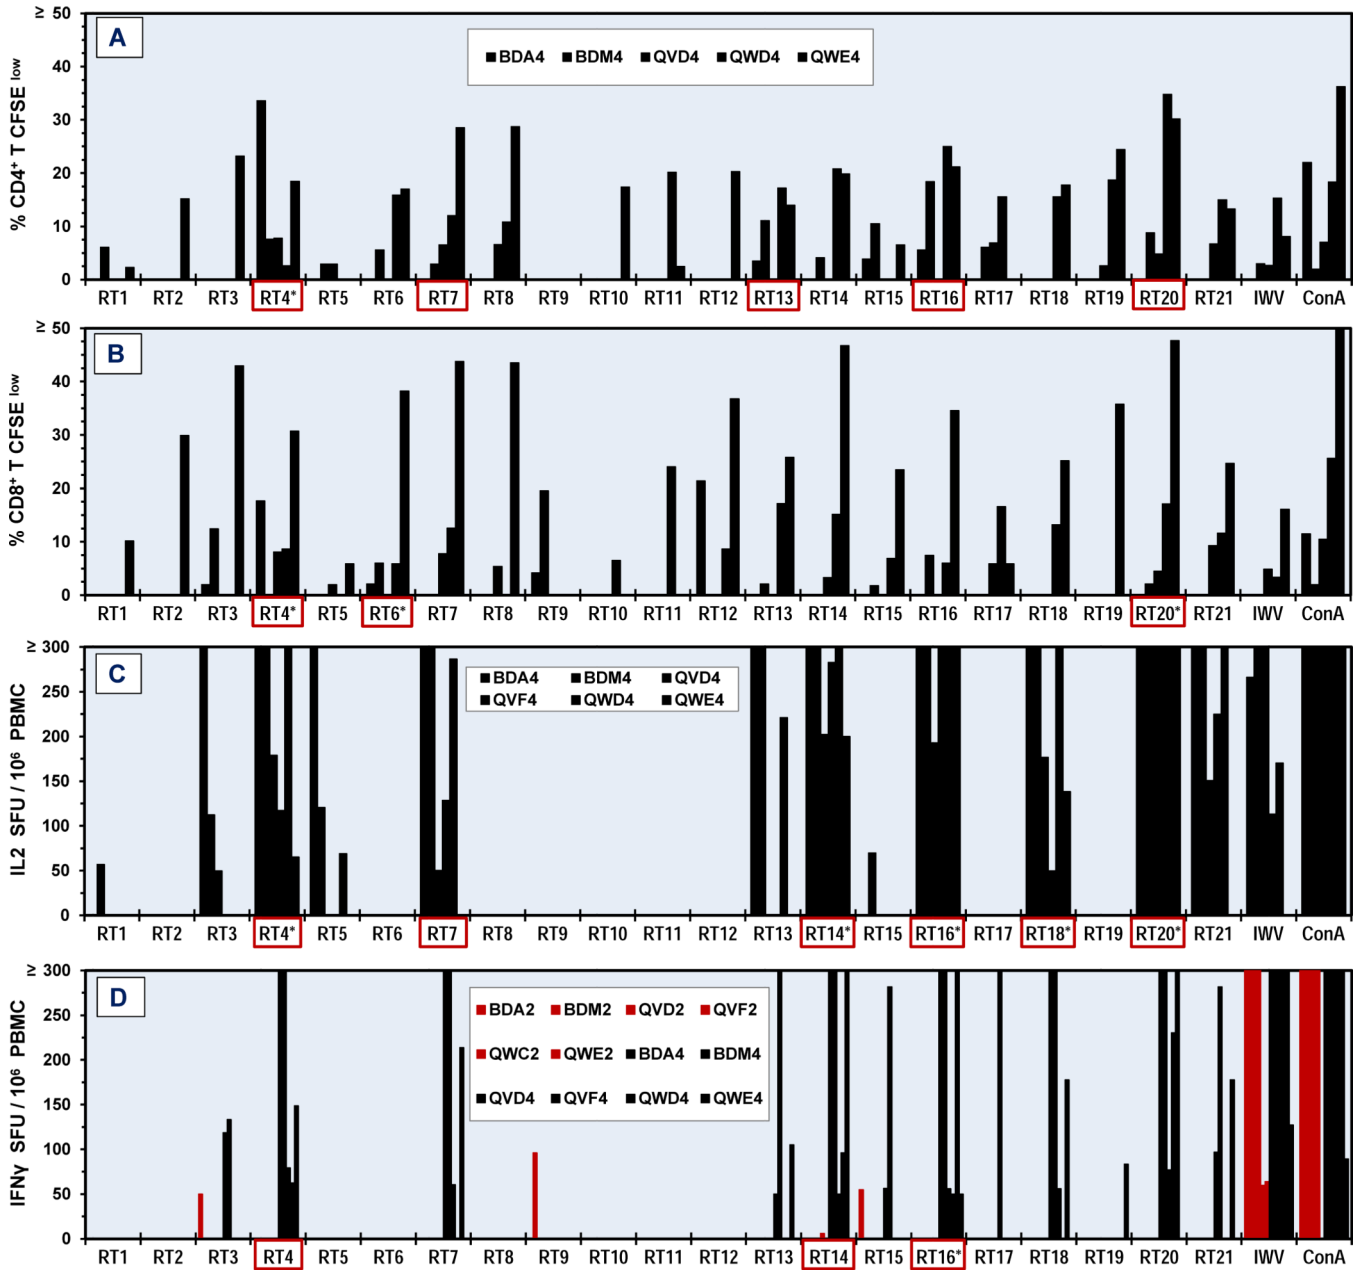 A
% CD4⁺ T CFSE ˡᵒʷ
≥ 50
40
30
20
10
0
BDA4 BDM4 QVD4 QWD4 QWE4
RT1 RT2 RT3 RT4* RT5 RT6 RT7 RT8 RT9 RT10 RT11 RT12 RT13 RT14 RT15 RT16 RT17 RT18 RT19 RT20 RT21 IWV ConA
B
% CD8⁺ T CFSE ˡᵒʷ
≥ 50
40
30
20
10
0
RT1 RT2 RT3 RT4* RT5 RT6* RT7 RT8 RT9 RT10 RT11 RT12 RT13 RT14 RT15 RT16 RT17 RT18 RT19 RT20* RT21 IWV ConA
C
IL2 SFU / 10⁶ PBMC
≥ 300
250
200
150
100
50
0
BDA4 BDM4 QVD4
QVF4 QWD4 QWE4
RT1 RT2 RT3 RT4* RT5 RT6 RT7 RT8 RT9 RT10 RT11 RT12 RT13 RT14* RT15 RT16* RT17 RT18* RT19 RT20* RT21 IWV ConA
D
IFNγ SFU / 10⁶ PBMC
≥ 300
250
200
150
100
50
0
BDA2 BDM2 QVD2 QVF2
QWC2 QWE2 BDA4 BDM4
QVD4 QVF4 QWD4 QWE4
RT1 RT2 RT3 RT4 RT5 RT6 RT7 RT8 RT9 RT10 RT11 RT12 RT13 RT14 RT15 RT16* RT17 RT18 RT19 RT20 RT21 IWV ConA